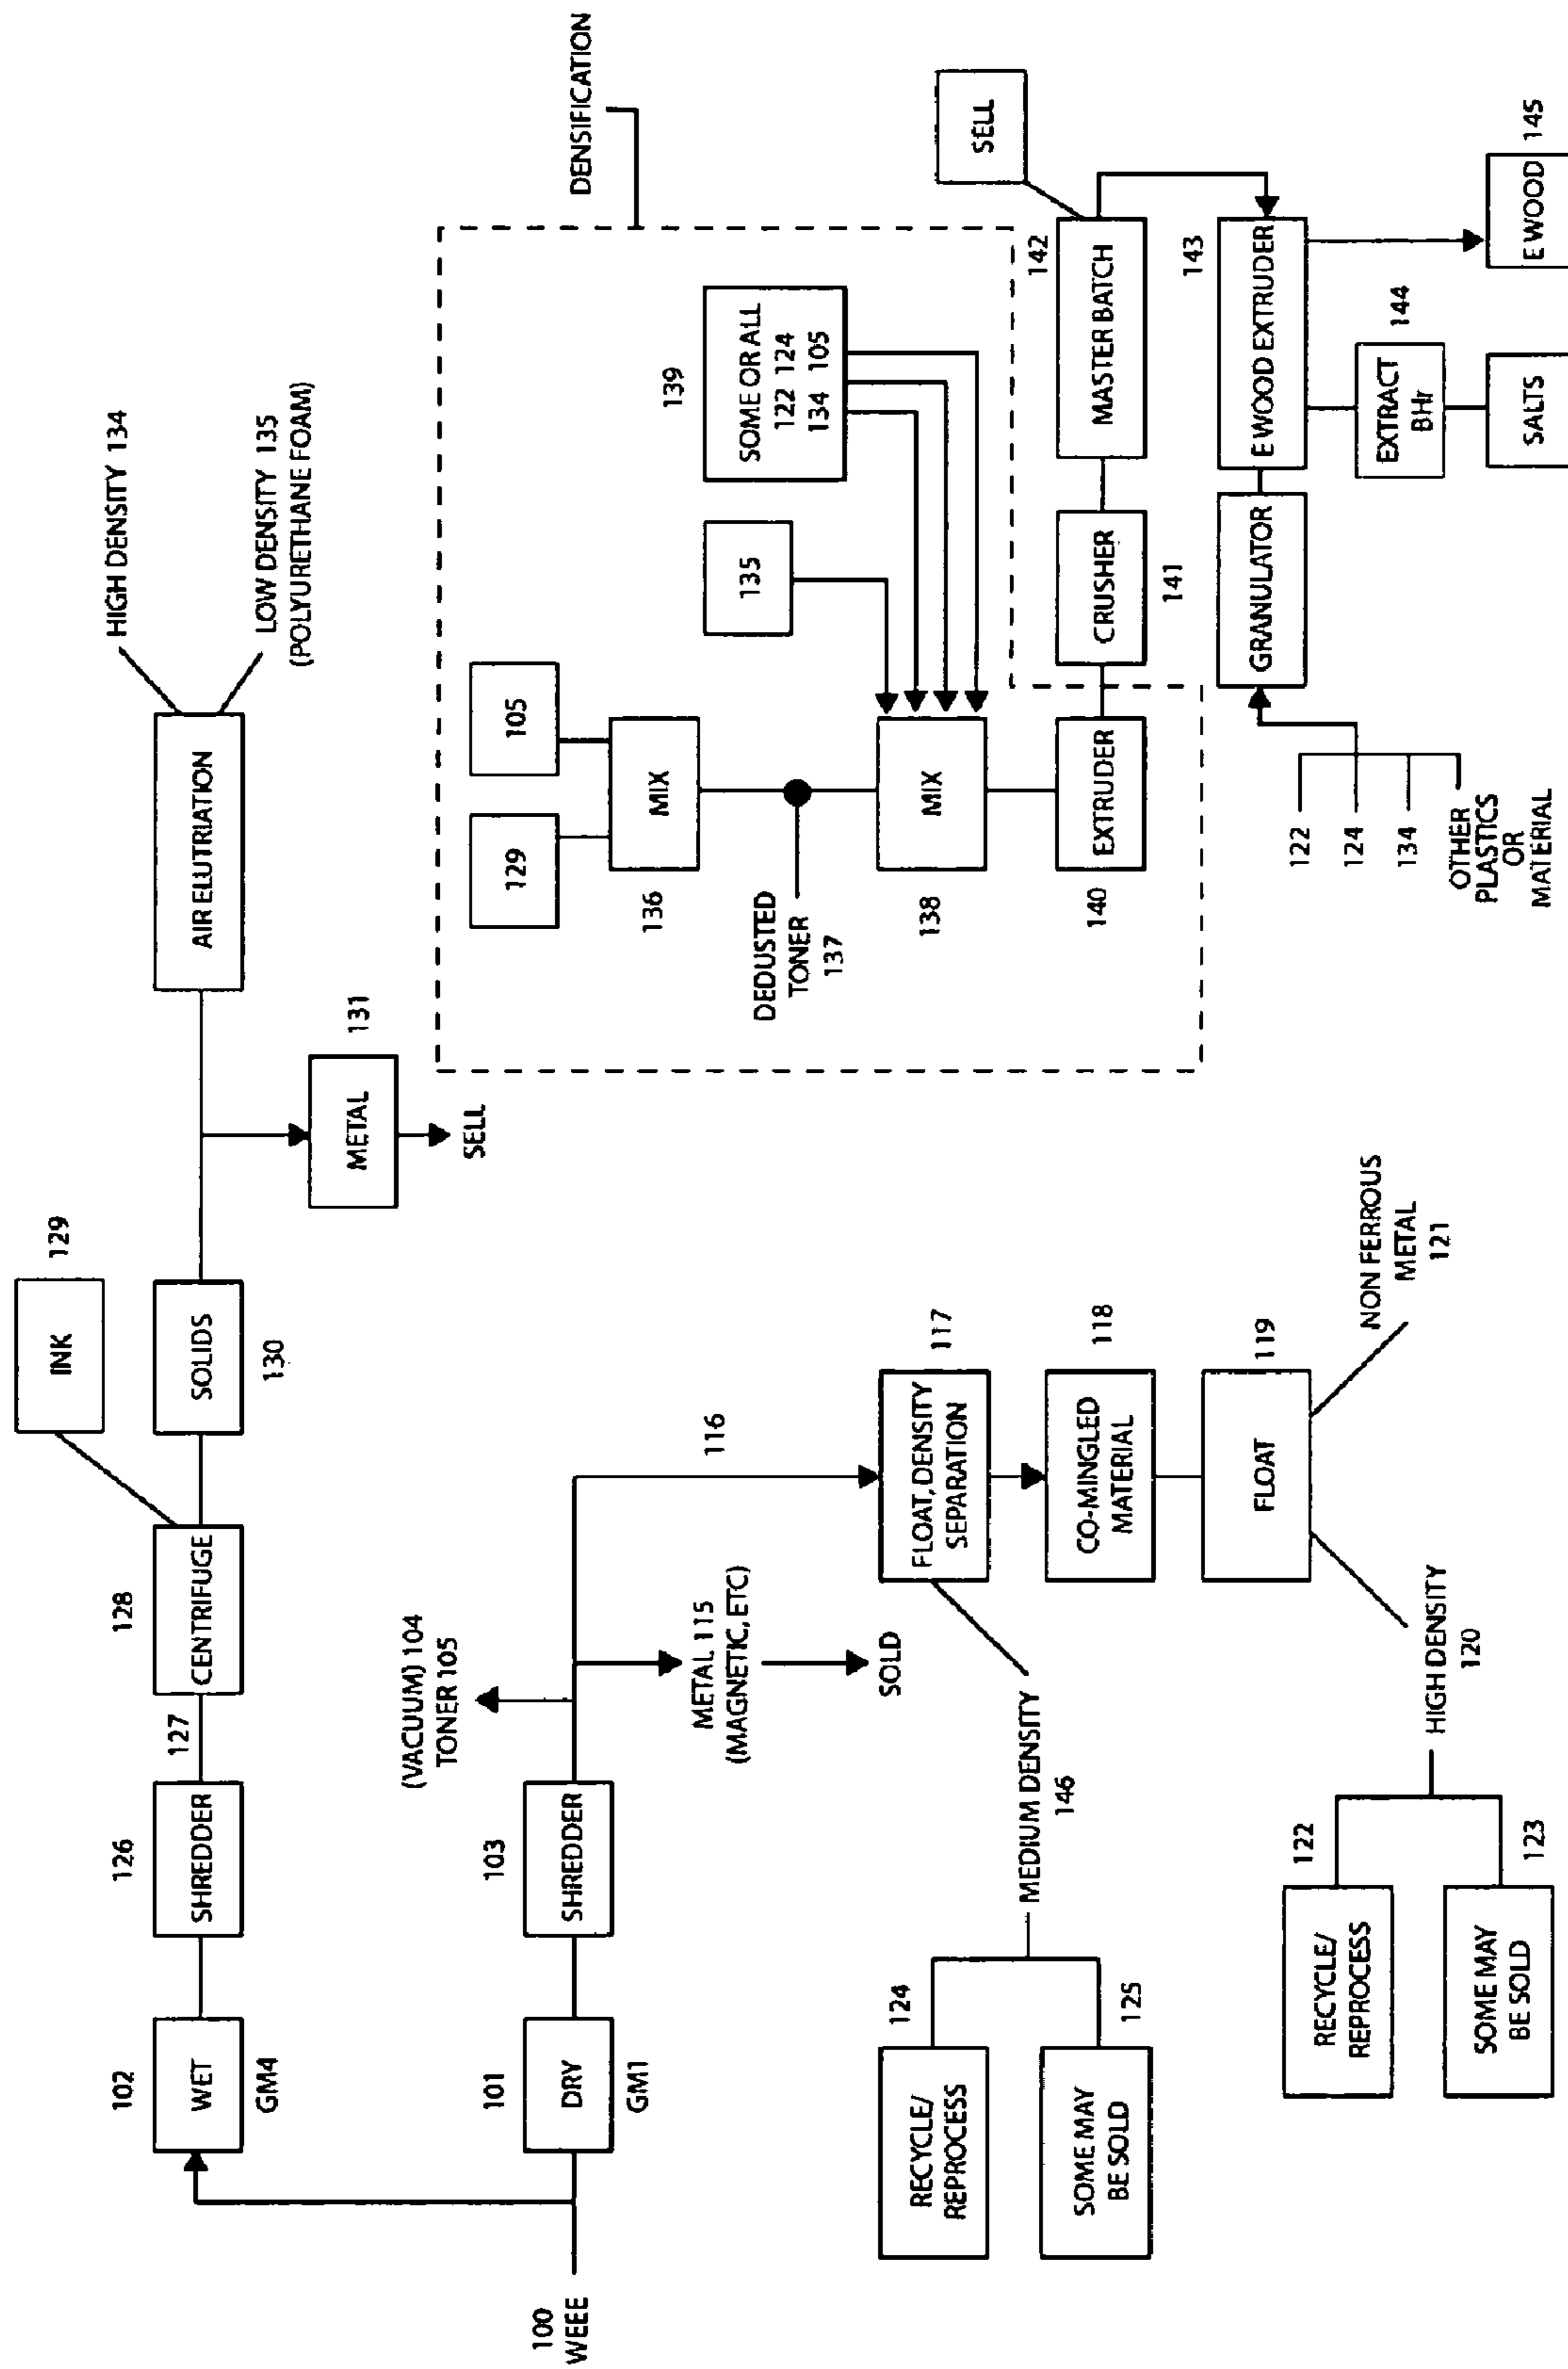 HIGH DENSITY 134
LOW DENSITY 135
(POLYURETHANE FOAM)
AIR ELUTRIATION
131
METAL
SELL
129
INK
SOLIDS
130
128
CENTRIFUGE
127
126
SHREDDER
102
WET
GM4
100
WEEE
101
DRY
GM1
103
SHREDDER
(VACUUM) 104
TONER 105
METAL 115
(MAGNETIC, ETC)
SOLD
116
117
FLOAT, DENSITY
SEPARATION
118
CO-MINGLED
MATERIAL
119
FLOAT
NON FERROUS
METAL
121
HIGH DENSITY
120
122
RECYCLE/
REPROCESS
123
SOME MAY
BE SOLD
MEDIUM DENSITY
146
124
RECYCLE/
REPROCESS
125
SOME MAY
BE SOLD
DENSIFICATION
129
105
MIX
136
DEDUSTED
TONER
137
135
139
SOME OR ALL
122 124
134 105
MIX
138
EXTRUDER
140
CRUSHER
141
142
MASTER BATCH
SELL
143
E WOOD EXTRUDER
GRANULATOR
122
124
134
OTHER
PLASTICS
OR
MATERIAL
144
EXTRACT
BHr
SALTS
E WOOD
145